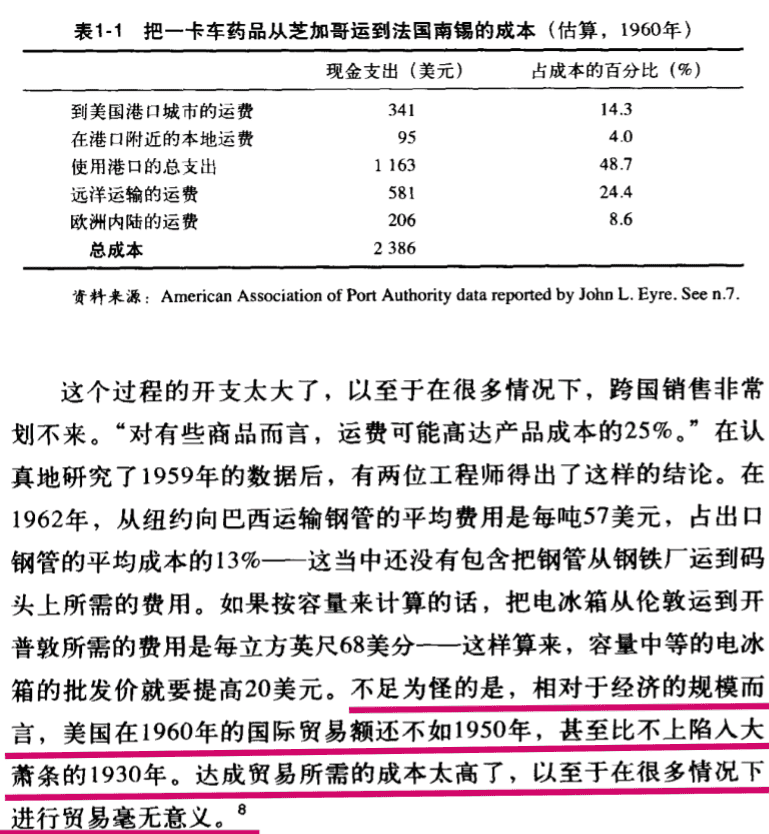 表1-1 把一卡车药品从芝加哥运到法国南锡的成本（估算，1960年）
现金支出（美元） 占成本的百分比（%）
到美国港口城市的运费 341 14.3
在港口附近的本地运费 95 4.0
使用港口的总支出 1 163 48.7
远洋运输的运费 581 24.4
欧洲内陆的运费 206 8.6
总成本 2 386
资料来源：American Association of Port Authority data reported by John L. Eyre. See n.7.
这个过程的开支太大了，以至于在很多情况下，跨国销售非常
划不来。“对有些商品而言，运费可能高达产品成本的25%。”在认
真地研究了1959年的数据后，有两位工程师得出了这样的结论。在
1962年，从纽约向巴西运输钢管的平均费用是每吨57美元，占出口
钢管的平均成本的13%——这当中还没有包含把钢管从钢铁厂运到码
头上所需的费用。如果按容量来计算的话，把电冰箱从伦敦运到开
普敦所需的费用是每立方英尺68美分——这样算来，容量中等的电冰
箱的批发价就要提高20美元。不足为怪的是，相对于经济的规模而
言，美国在1960年的国际贸易额还不如1950年，甚至比不上陷入大
萧条的1930年。达成贸易所需的成本太高了，以至于在很多情况下
进行贸易毫无意义。8